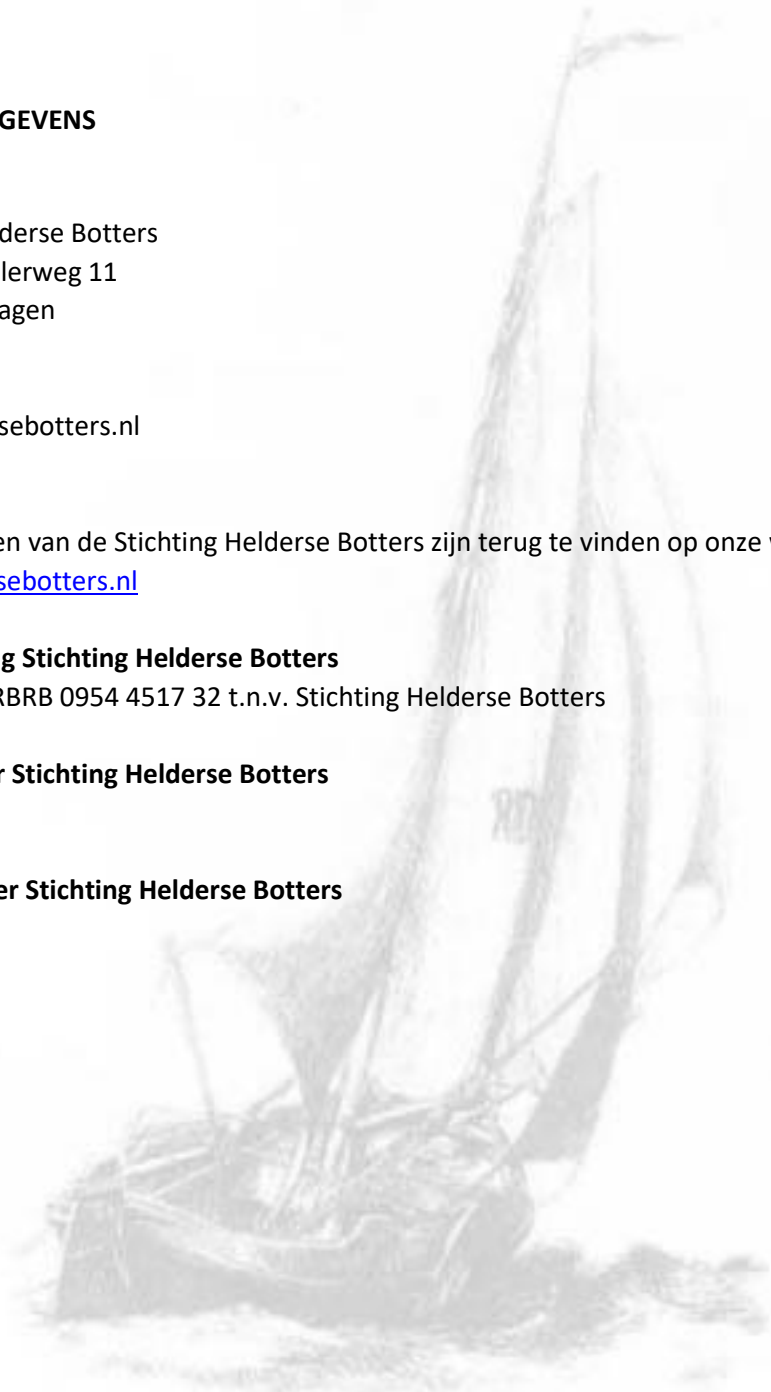 GEVENS
derse Botters
lerweg 11
agen
sebotters.nl
en van de Stichting Helderse Botters zijn terug te vinden op onze
sebotters.nl
g Stichting Helderse Botters
RBRB 0954 4517 32 t.n.v. Stichting Helderse Botters
r Stichting Helderse Botters
er Stichting Helderse Botters